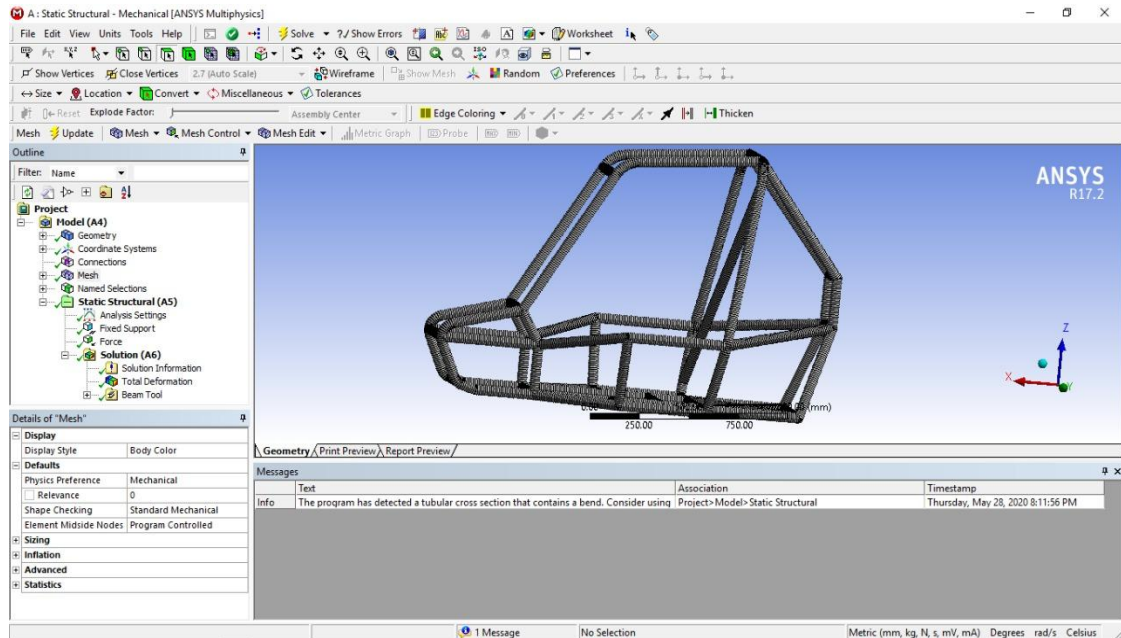 A : Static Structural - Mechanical [ANSYS Multiphysics]
File Edit View Units Tools Help Solve ?./ Show Errors Worksheet
Show Vertices Close Vertices 2.7 (Auto Scale) Wireframe Show Mesh Random Preferences
Size Location Convert Miscellaneous Tolerances
Reset Explode Factor: Assembly Center Edge Coloring Thicken
Mesh Update Mesh Mesh Control Mesh Edit Metric Graph Probe
Outline
Filter: Name
Project
Model (A4)
Geometry
Coordinate Systems
Connections
Mesh
Named Selections
Static Structural (A5)
Analysis Settings
Fixed Support
Force
Solution (A6)
Solution Information
Total Deformation
Beam Tool
Details of "Mesh"
Display
Display Style Body Color
Defaults
Physics Preference Mechanical
Relevance 0
Shape Checking Standard Mechanical
Element Midside Nodes Program Controlled
Sizing
Inflation
Advanced
Statistics
ANSYS
R17.2
Z
X
Y
(mm)
250.00 750.00
Geometry Print Preview Report Preview
Messages
Text Association Timestamp
Info The program has detected a tubular cross section that contains a bend. Consider using Project>Model>Static Structural Thursday, May 28, 2020 8:11:56 PM
1 Message No Selection Metric (mm, kg, N, s, mV, mA) Degrees rad/s Celsius